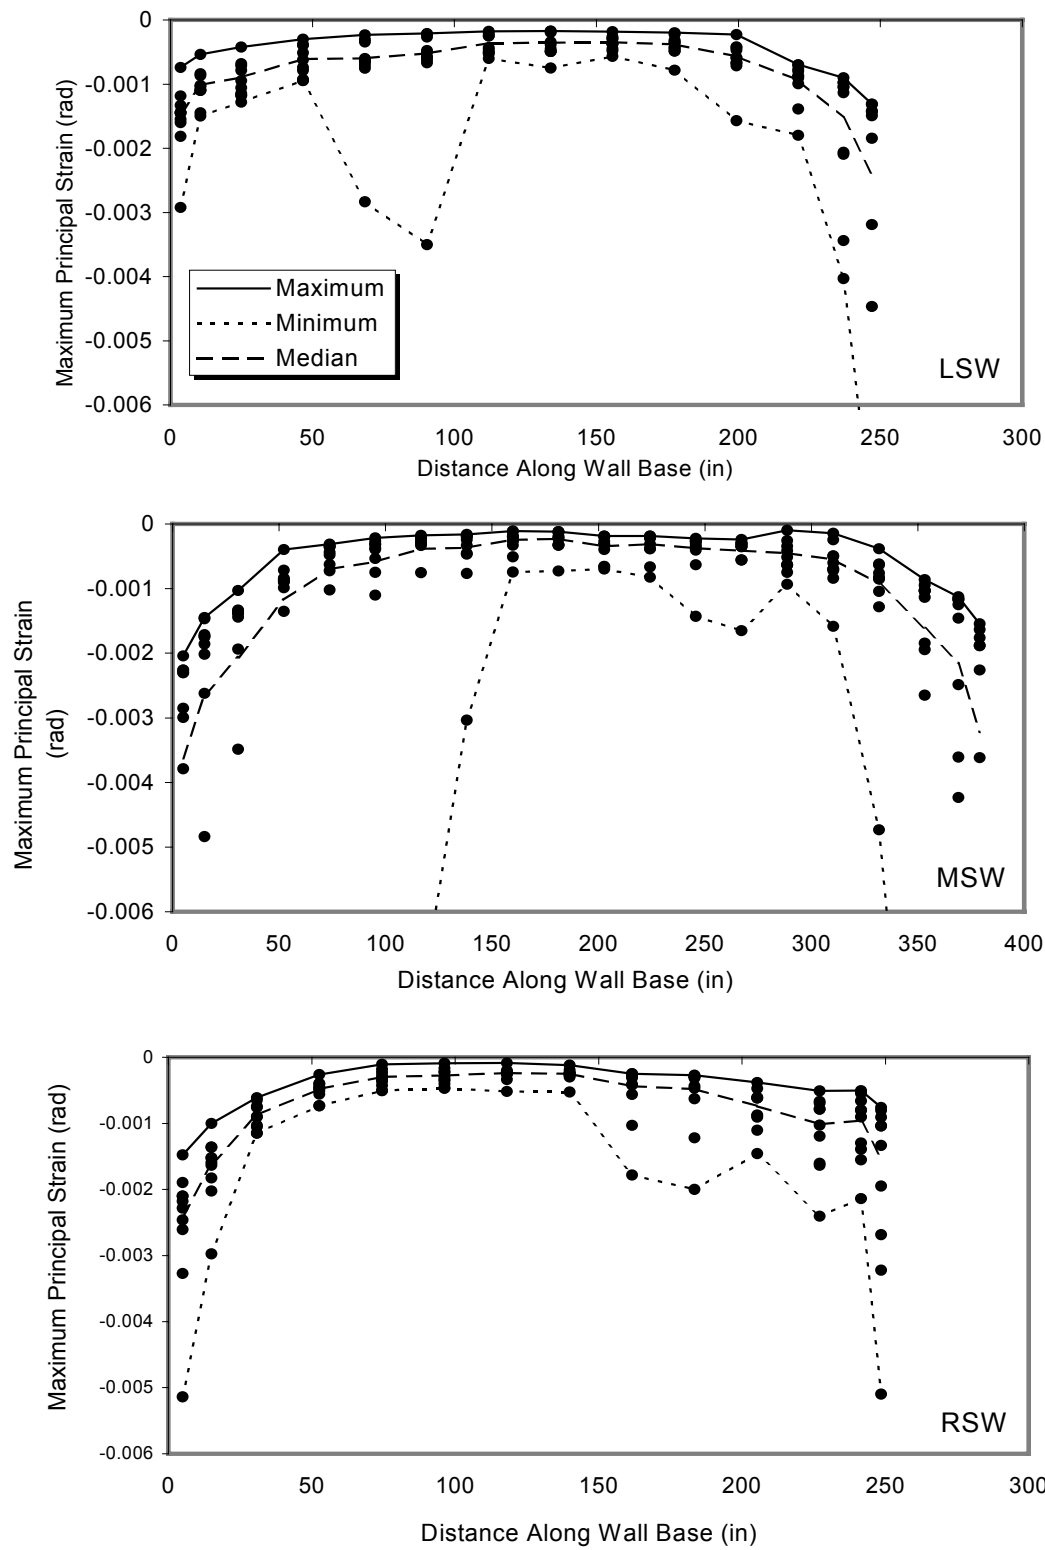 0
-0.001
-0.002
-0.003
-0.004
-0.005
-0.006
Maximum Principal Strain (rad)
Maximum
Minimum
Median
LSW
0 50 100 150 200 250 300
Distance Along Wall Base (in)
0
-0.001
-0.002
-0.003
-0.004
-0.005
-0.006
Maximum Principal Strain
(rad)
MSW
0 50 100 150 200 250 300 350 400
Distance Along Wall Base (in)
0
-0.001
-0.002
-0.003
-0.004
-0.005
-0.006
Maximum Principal Strain (rad)
RSW
0 50 100 150 200 250 300
Distance Along Wall Base (in)